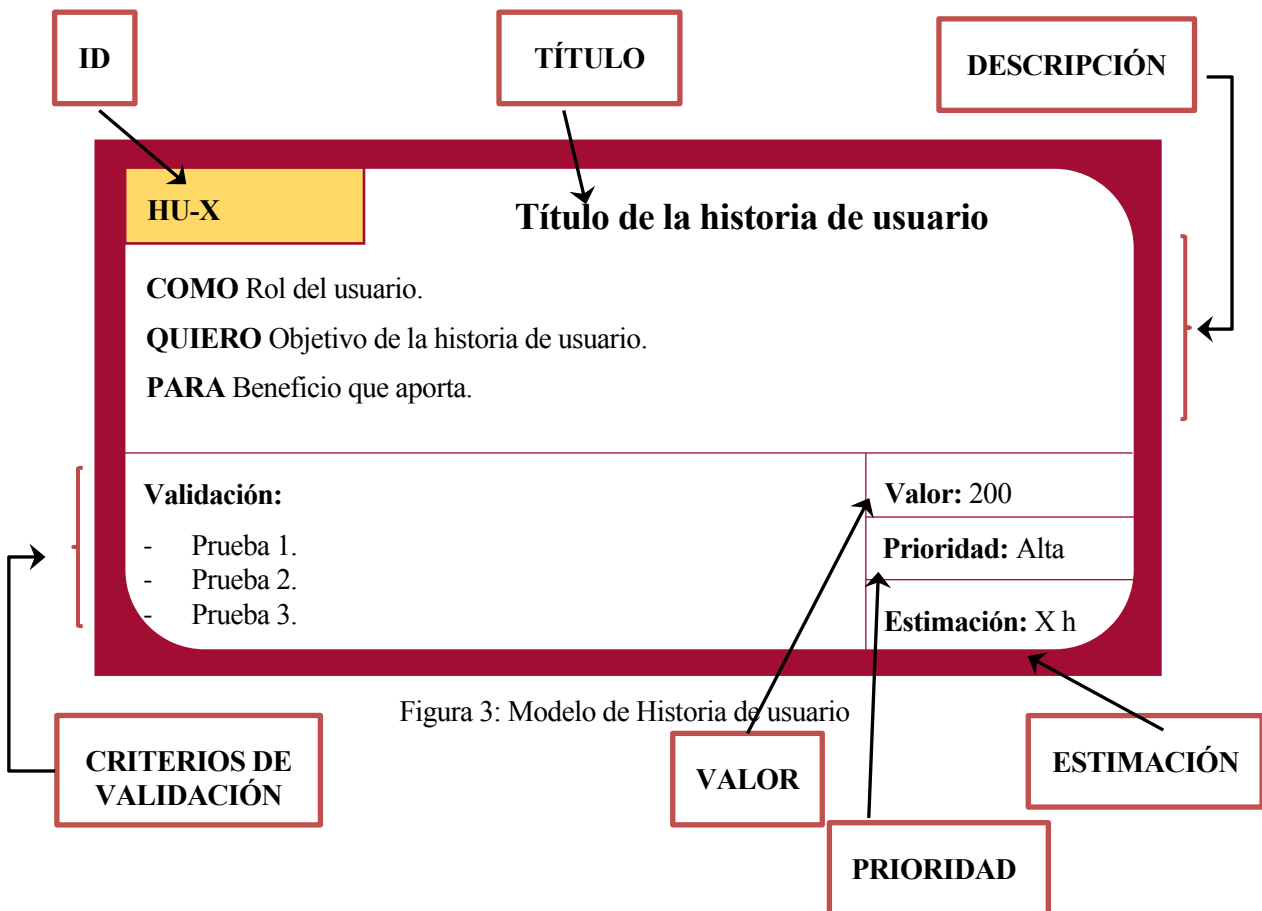 ID
TÍTULO
DESCRIPCIÓN
HU-X
Título de la historia de usuario
COMO Rol del usuario.
QUIERO Objetivo de la historia de usuario.
PARA Beneficio que aporta.
Validación:
- Prueba 1.
- Prueba 2.
- Prueba 3.
Valor: 200
Prioridad: Alta
Estimación: X h
Figura 3: Modelo de Historia de usuario
CRITERIOS DE
VALIDACIÓN
VALOR
ESTIMACIÓN
PRIORIDAD